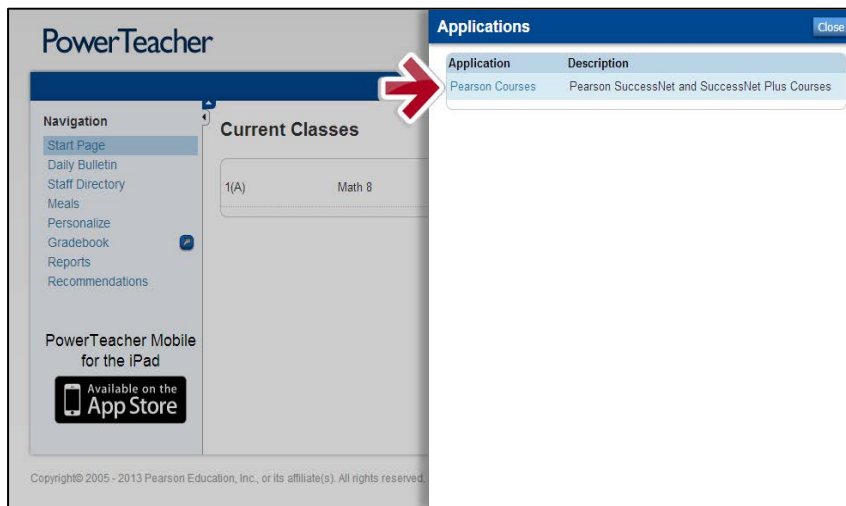 PowerTeacher
Navigation
Start Page
Daily Bulletin
Staff Directory
Meals
Personalize
Gradebook
Reports
Recommendations
PowerTeacher Mobile
for the iPad
Available on the
App Store
Current Classes
1(A) Math 8
Copyright© 2005 - 2013 Pearson Education, Inc., or its affiliate(s). All rights reserved.
Applications
Close
Application Description
Pearson Courses Pearson SuccessNet and SuccessNet Plus Courses